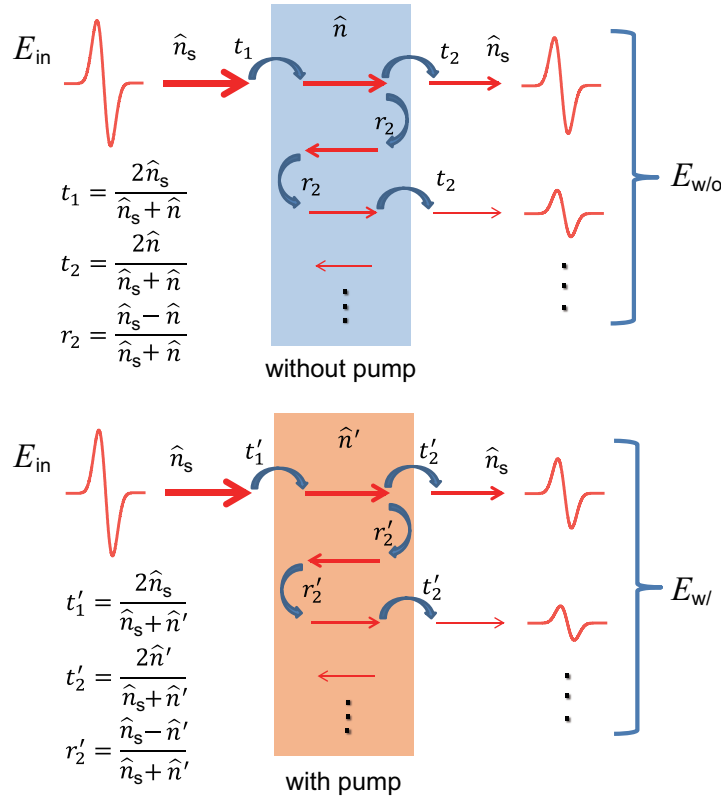 E_in n̂_s t_1 n̂ t_2 n̂_s
r_2
r_2 t_2
E_w/o
t_1 = 2n̂_s / (n̂_s + n̂)
t_2 = 2n̂ / (n̂_s + n̂)
r_2 = (n̂_s − n̂) / (n̂_s + n̂)
without pump
E_in n̂_s t′_1 n̂′ t′_2 n̂_s
r′_2
r′_2 t′_2
E_w/
t′_1 = 2n̂_s / (n̂_s + n̂′)
t′_2 = 2n̂′ / (n̂_s + n̂′)
r′_2 = (n̂_s − n̂′) / (n̂_s + n̂′)
with pump